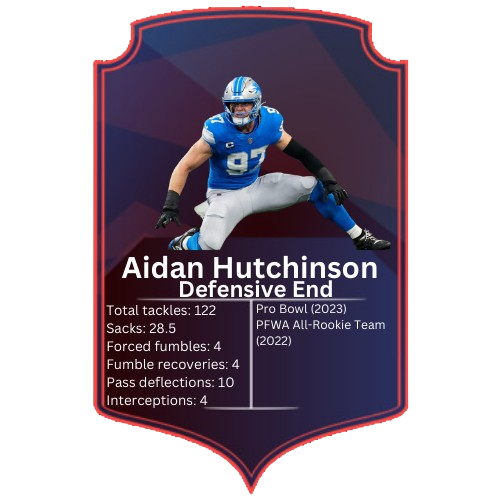 97
C
Aidan Hutchinson
Defensive End
Total tackles: 122
Sacks: 28.5
Forced fumbles: 4
Fumble recoveries: 4
Pass deflections: 10
Interceptions: 4
Pro Bowl (2023)
PFWA All-Rookie Team
(2022)